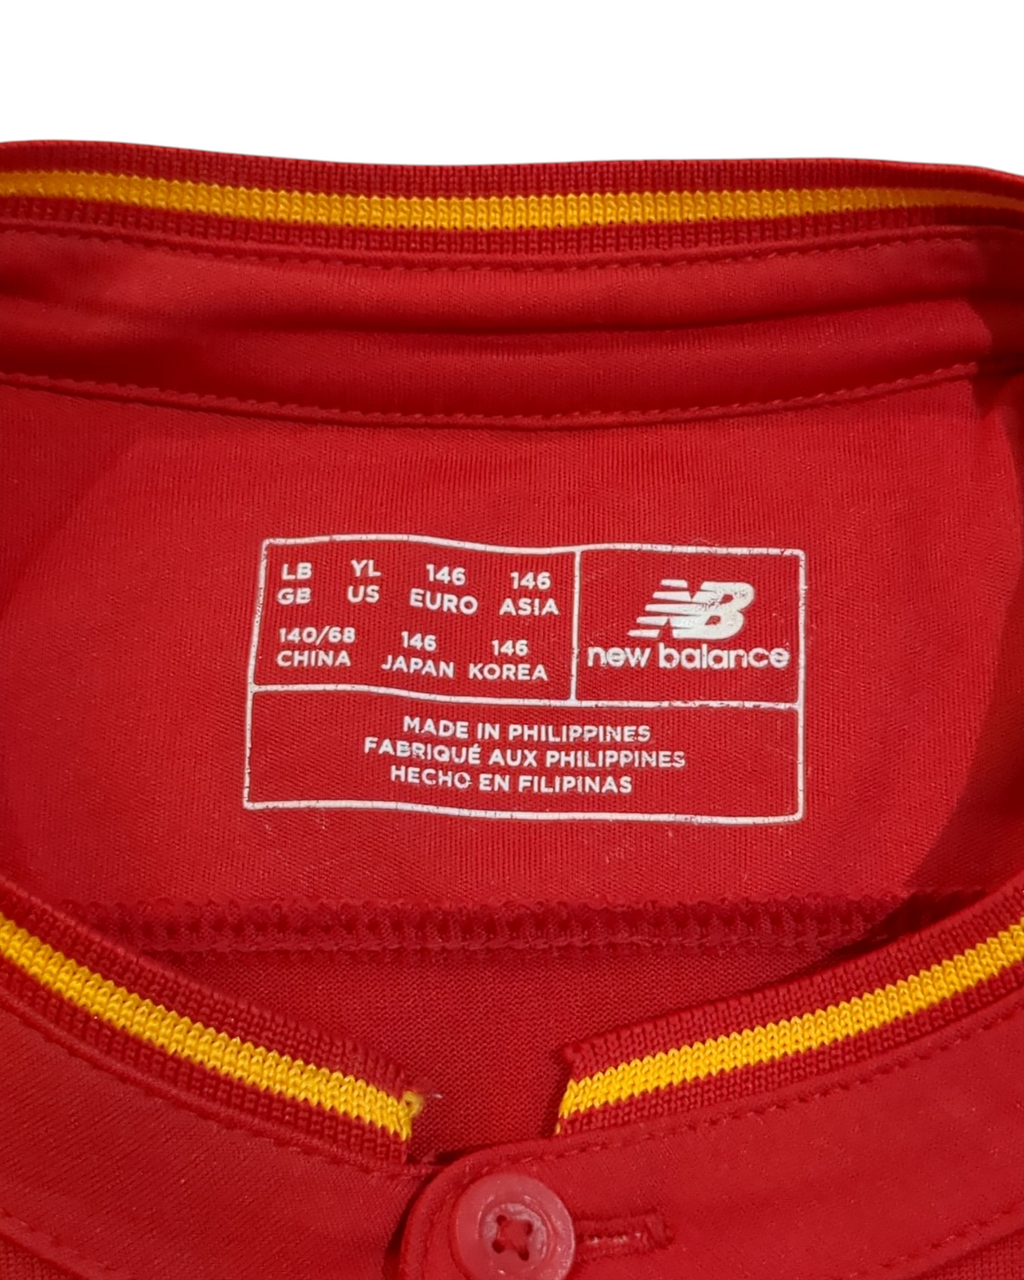 LB YL 146 146
GB US EURO ASIA
140/68 146 146
CHINA JAPAN KOREA
NB
new balance
MADE IN PHILIPPINES
FABRIQUÉ AUX PHILIPPINES
HECHO EN FILIPINAS